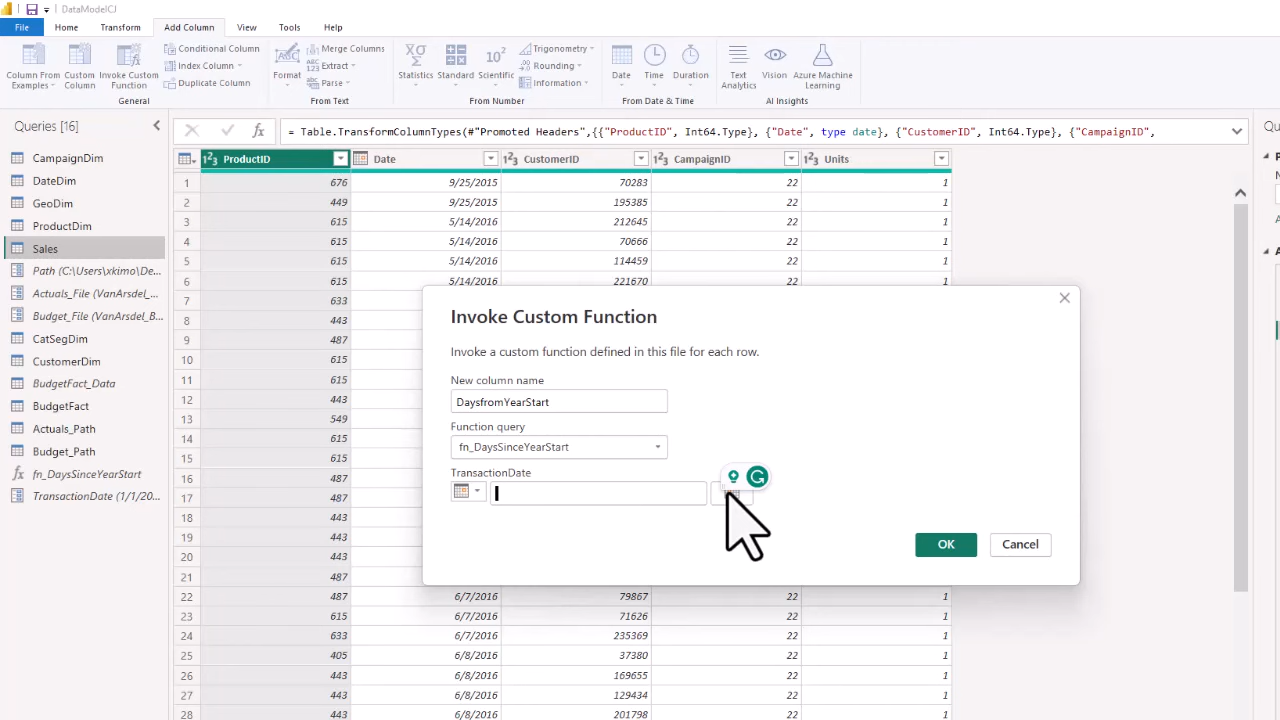 DataModelCJ
File Home Transform Add Column View Tools Help
Column From Examples Custom Column Invoke Custom Function Conditional Column Index Column Duplicate Column General
Format Merge Columns Extract Parse From Text
Statistics Standard Scientific 10² Trigonometry Rounding Information From Number
Date Time Duration From Date & Time
Text Analytics Vision Azure Machine Learning AI Insights
Queries [16]
= Table.TransformColumnTypes(#"Promoted Headers",{{"ProductID", Int64.Type}, {"Date", type date}, {"CustomerID", Int64.Type}, {"CampaignID",
CampaignDim
DateDim
GeoDim
ProductDim
Sales
Path (C:\Users\xkimo\De...
Actuals_File (VanArsdel_...
Budget_File (VanArsdel_B...
CatSegDim
CustomerDim
BudgetFact_Data
BudgetFact
Actuals_Path
Budget_Path
fn_DaysSinceYearStart
TransactionDate (1/1/20...
ProductID Date CustomerID CampaignID Units
1 676 9/25/2015 70283 22 1
2 449 9/25/2015 195385 22 1
3 615 5/14/2016 212645 22 1
4 615 5/14/2016 70666 22 1
5 615 5/14/2016 114459 22 1
6 615 5/14/2016 221670 22 1
7 633
8 443
9 487
10 615
11 615
12 443
13 549
14 615
15 615
16 487
17 487
18 443
19 443
20 443
21 487
22 487 6/7/2016 79867 22 1
23 615 6/7/2016 71626 22 1
24 633 6/7/2016 235369 22 1
25 405 6/8/2016 37380 22 1
26 443 6/8/2016 169655 22 1
27 443 6/8/2016 129434 22 1
28 443 6/8/2016 201798 22 1
Invoke Custom Function
Invoke a custom function defined in this file for each row.
New column name
DaysfromYearStart
Function query
fn_DaysSinceYearStart
TransactionDate
OK Cancel